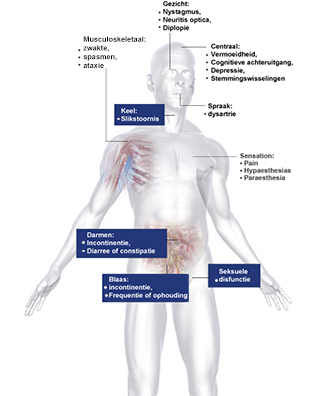 Gezicht:
• Nystagmus,
• Neuritis optica,
• Diplopie
Musculoskeletaal:
• zwakte,
• spasmen,
• ataxie
Centraal:
• Vermoeidheid,
• Cognitieve achteruitgang,
• Depressie,
• Stemmingswisselingen
Keel:
• Slikstoornis
Spraak:
• dysartrie
Sensation:
• Pain
• Hypaesthesias
• Paraesthesia
Darmen:
• Incontinentie,
• Diarree of constipatie
Blaas:
• incontinentie,
• Frequentie of ophouding
Seksuele
• disfunctie